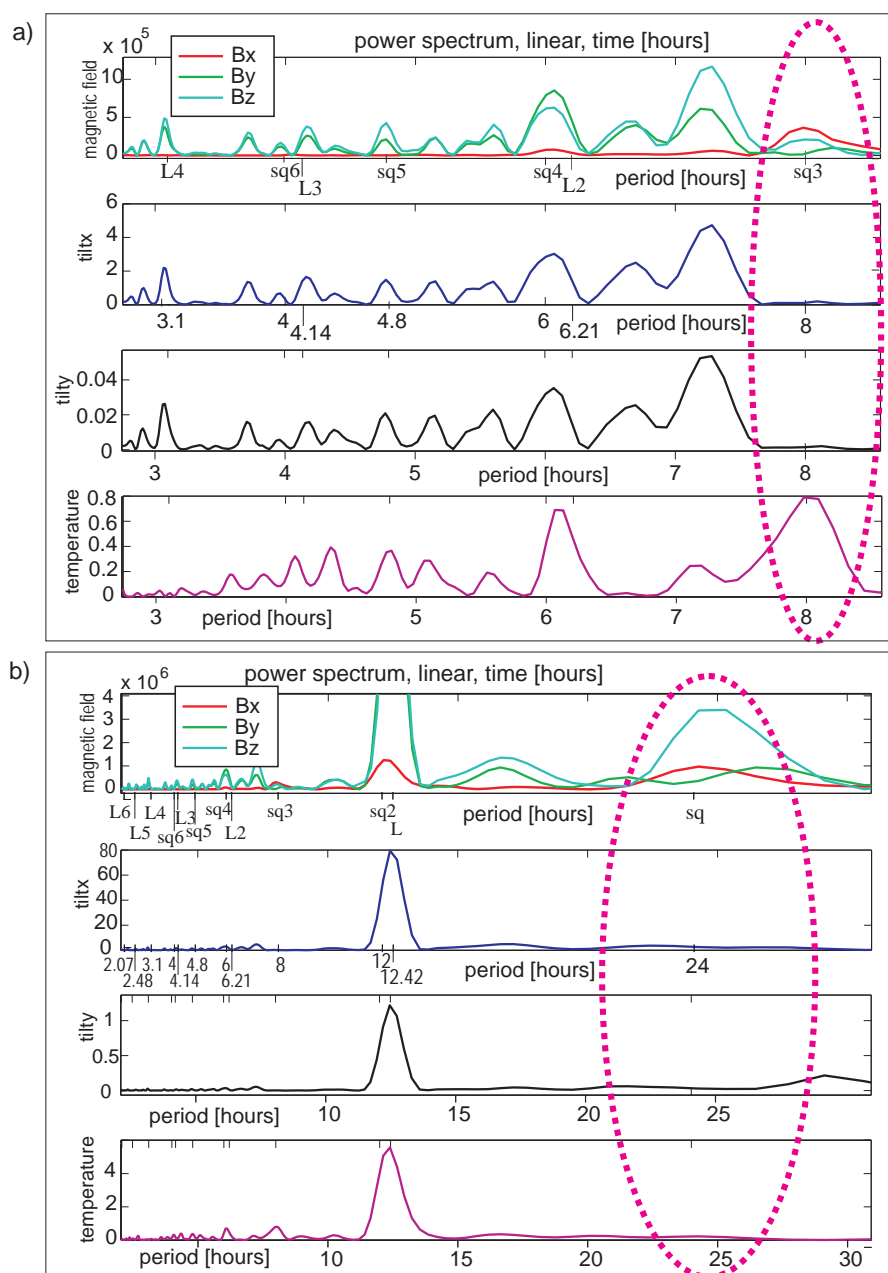 a)
x 10^5
power spectrum, linear, time [hours]
Bx
By
Bz
magnetic field
10
5
0
L4
sq6
L3
sq5
sq4
L2
period [hours]
sq3
tiltx
6
4
2
0
3.1
4
4.14
4.8
6
6.21
period [hours]
8
tilty
0.04
0.02
0
3
4
5
period [hours]
6
7
8
temperature
0.8
0.6
0.4
0.2
0
3
period [hours]
5
6
7
8
b)
x 10^6
power spectrum, linear, time [hours]
Bx
By
Bz
magnetic field
4
3
2
1
0
L6
L5
L4
sq6
L3
sq5
sq4
L2
sq3
sq2
L
period [hours]
sq
tiltx
80
60
40
20
0
2.07
2.48
3.1
4
4.14
4.8
6
6.21
8
12
12.42
period [hours]
24
tilty
1
0.5
0
period [hours]
10
15
20
25
30
temperature
4
2
0
period [hours]
10
15
20
25
30